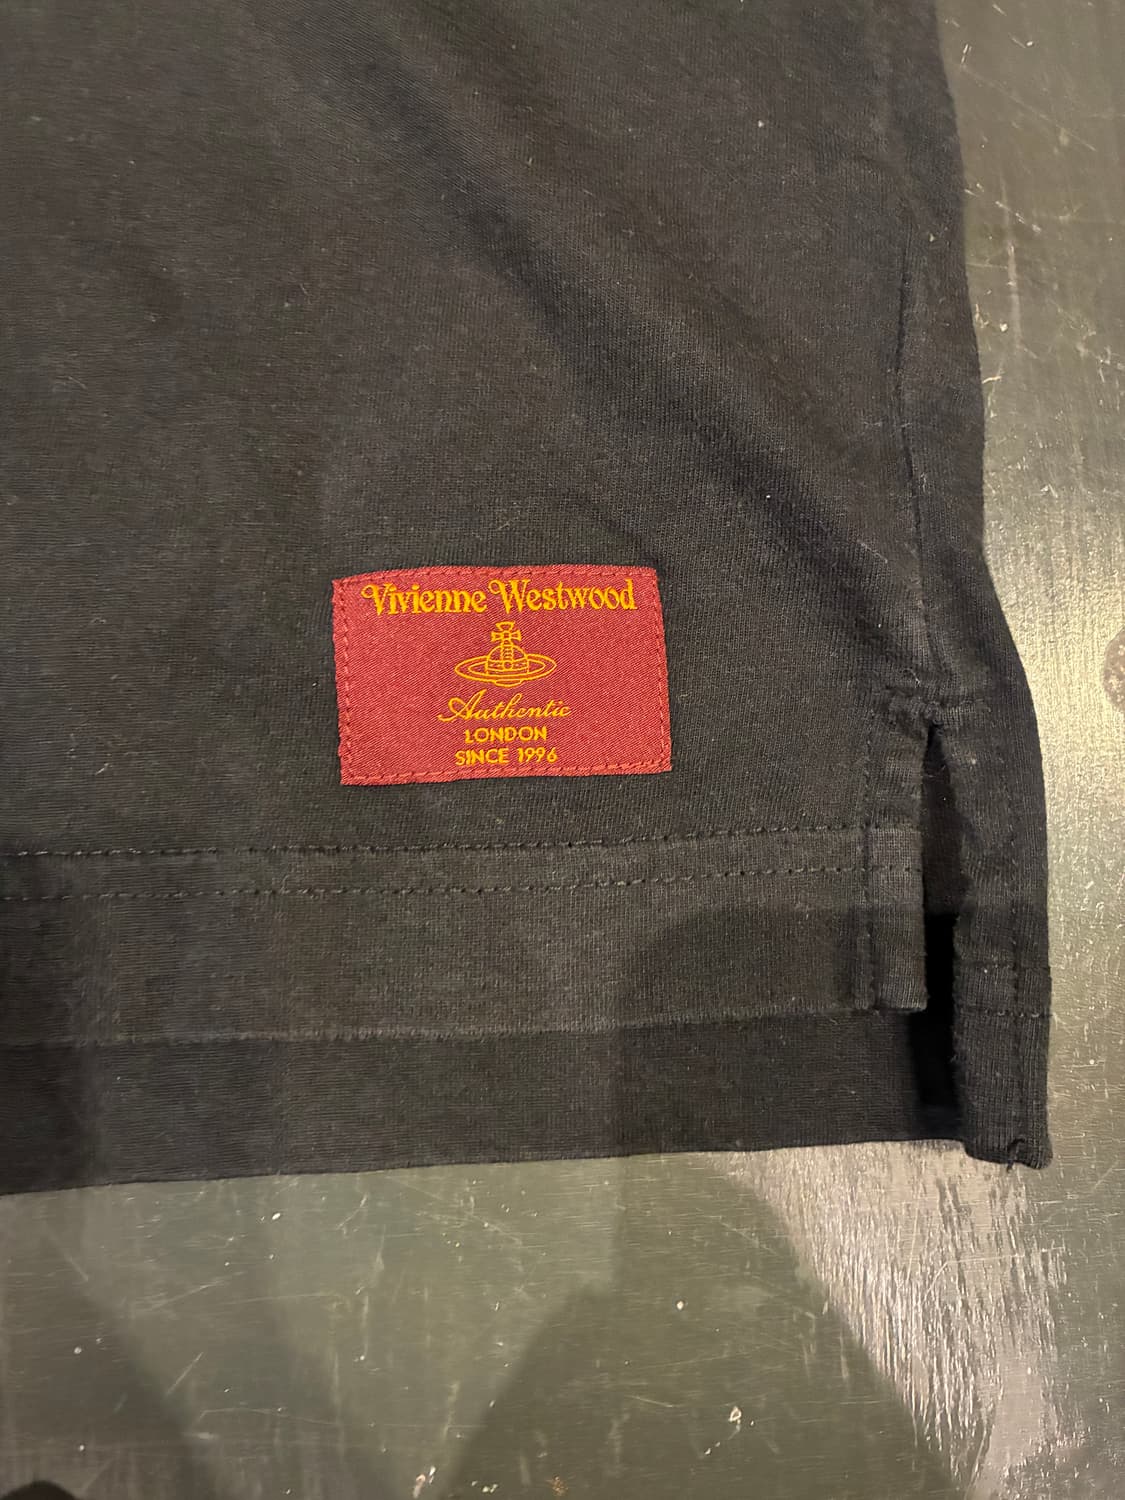 Vivienne Westwood
Authentic
LONDON
SINCE 1996